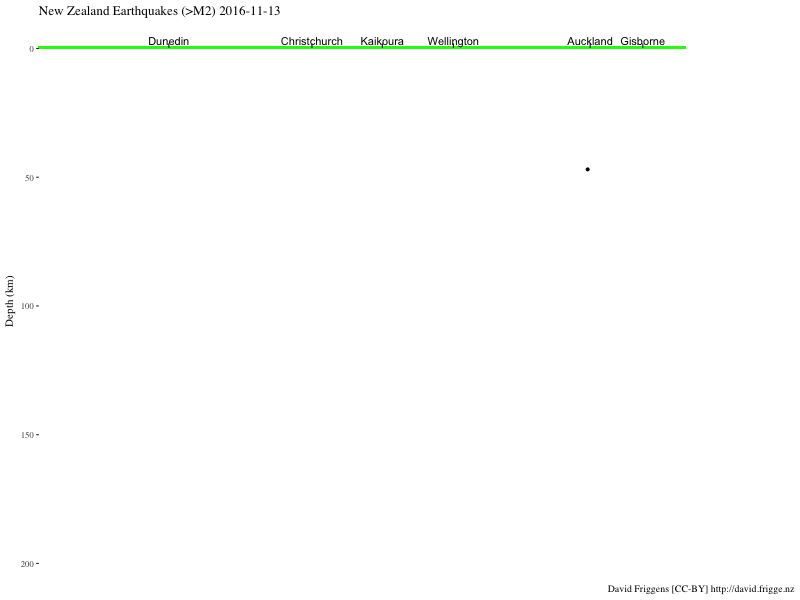 New Zealand Earthquakes (>M2) 2016-11-13
Dunedin Christchurch Kaikoura Wellington Auckland Gisborne
0
50
100
150
200
Depth (km)
David Friggens [CC-BY] http://david.frigge.nz